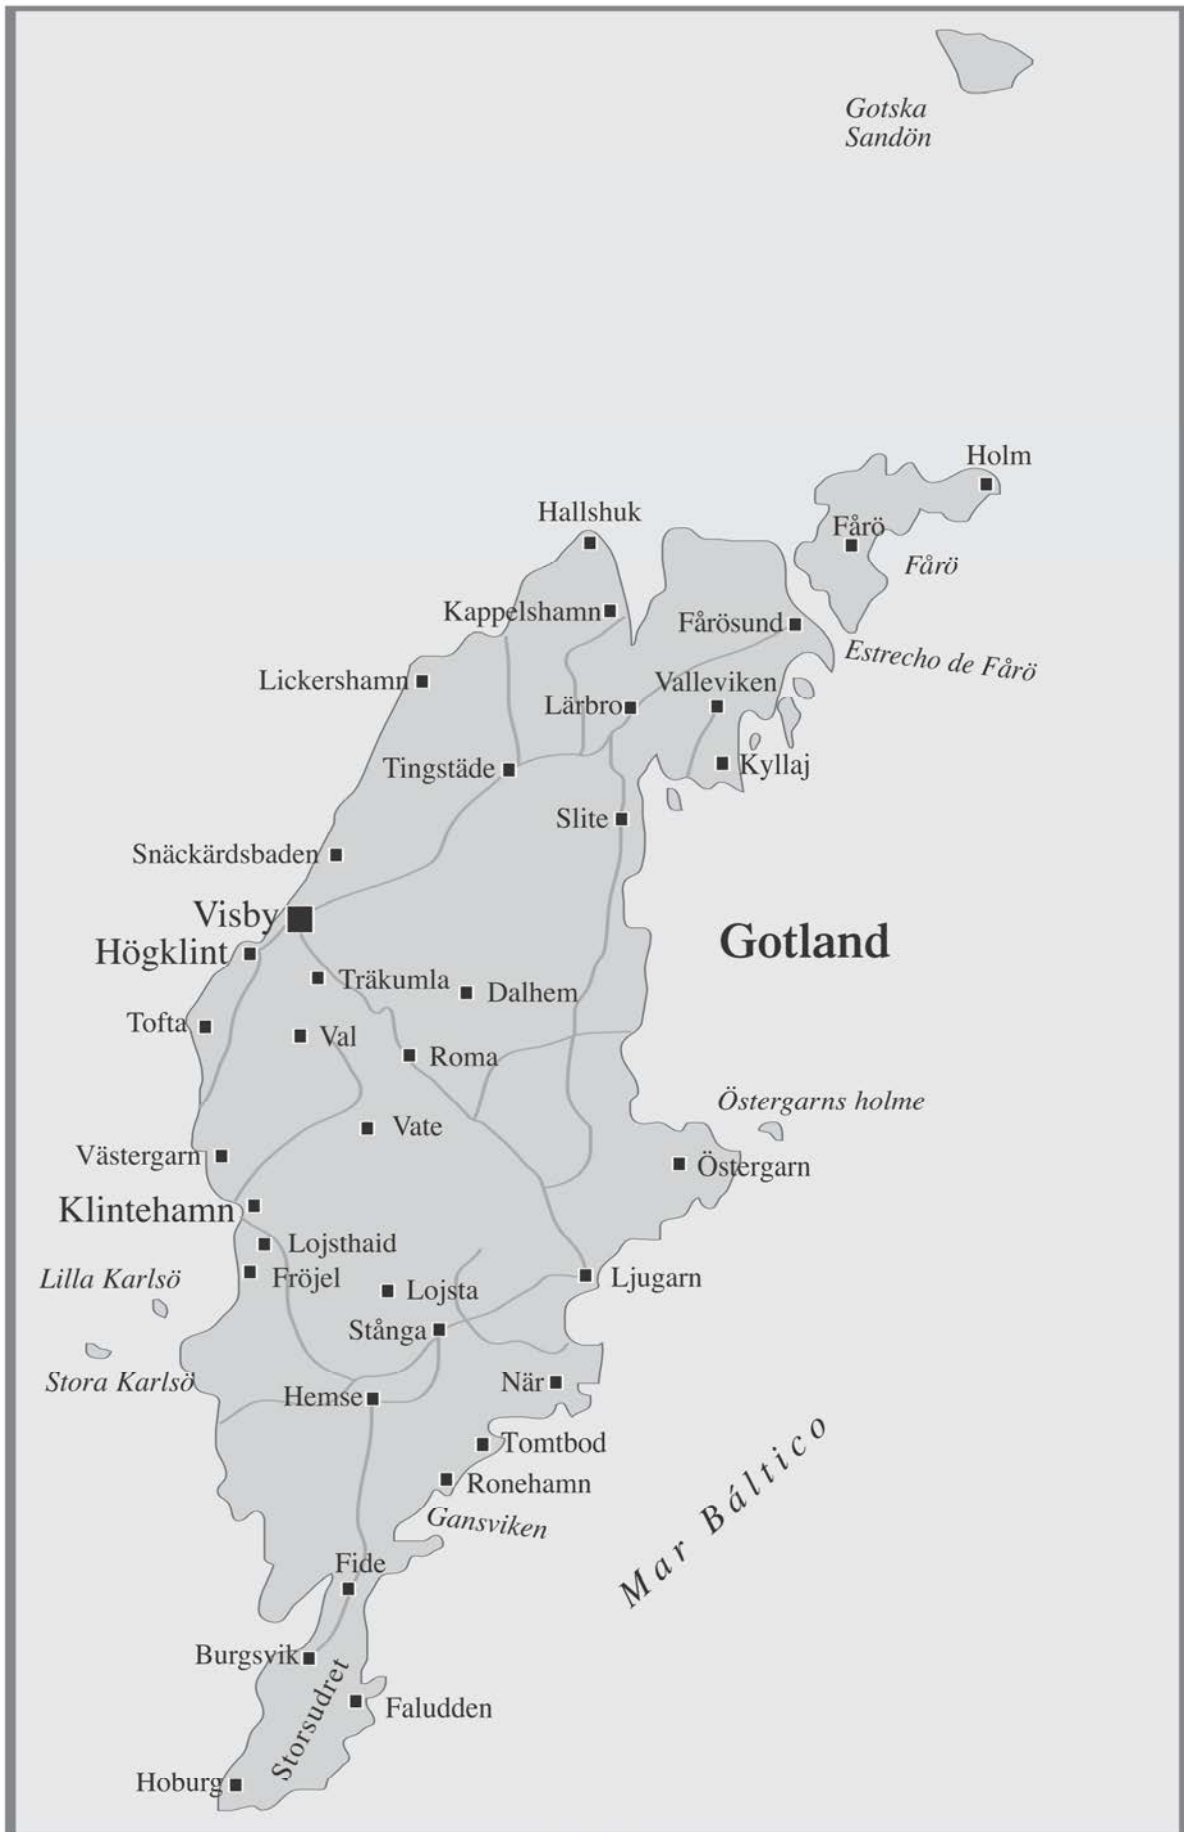 Gotska
Sandön
Holm
Hallshuk
Fårö
Fårö
Kappelshamn
Fårösund
Estrecho de Fårö
Lickershamn
Valleviken
Lärbro
Tingstäde
Kyllaj
Slite
Snäckärdsbaden
Visby
Gotland
Högklint
Träkumla
Dalhem
Tofta
Val
Roma
Östergarns holme
Vate
Västergarn
Östergarn
Klintehamn
Lojsthaid
Lilla Karlsö
Fröjel
Ljugarn
Lojsta
Stånga
Stora Karlsö
När
Hemse
Tomtbod
Ronehamn
Gansviken
Mar Báltico
Fide
Burgsvik
Storsudret
Faludden
Hoburg